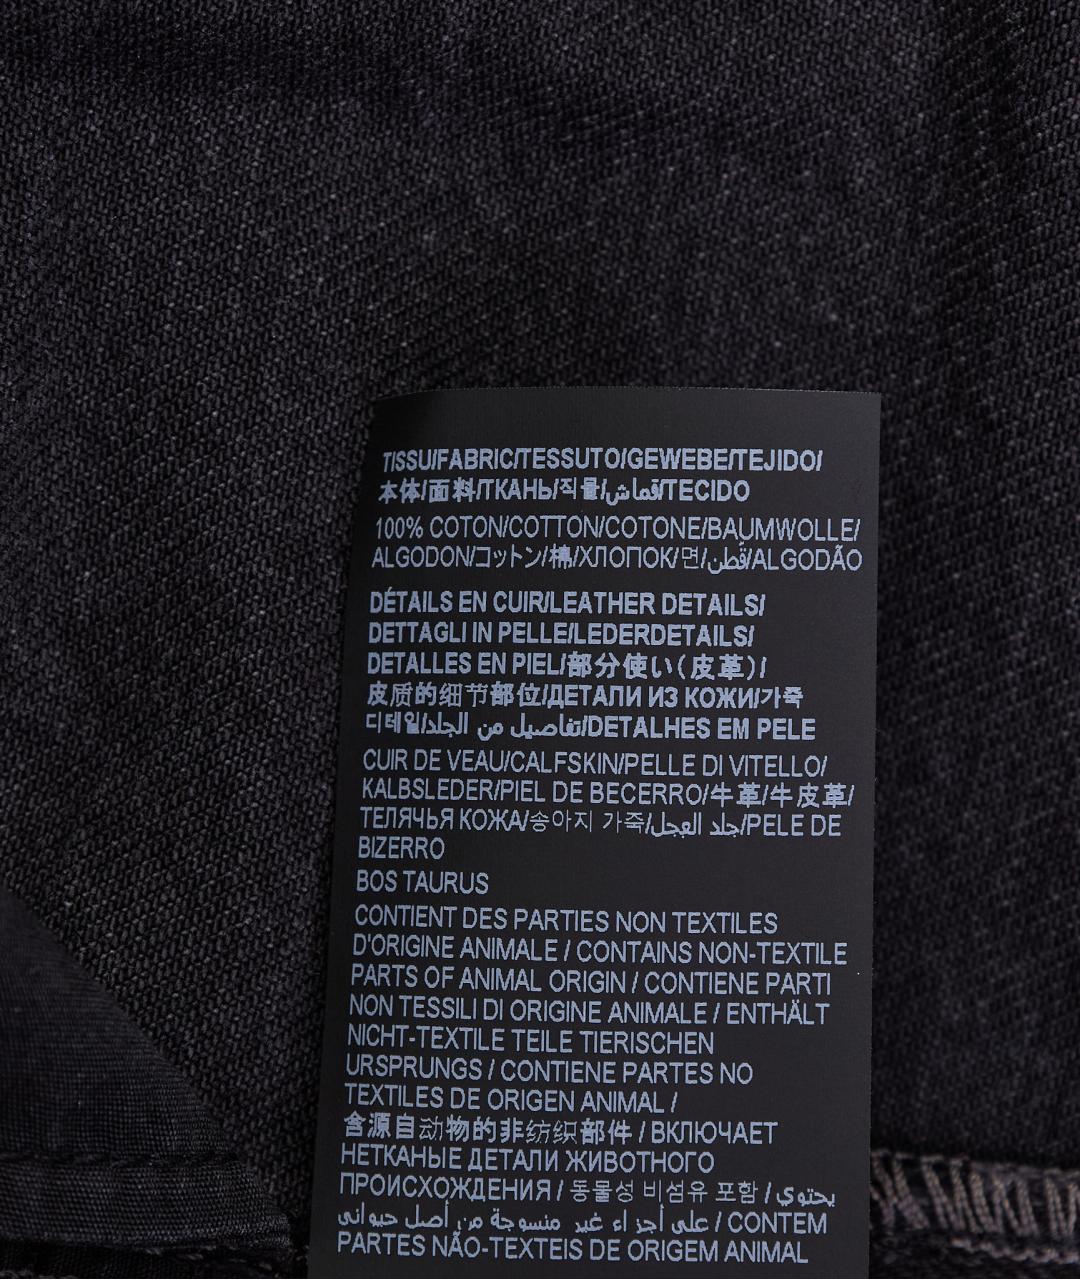 TISSU/FABRIC/TESSUTO/GEWEBE/TEJIDO/
本体/面料/ТКАНЬ/직물/قماش/TECIDO
100% COTON/COTTON/COTONE/BAUMWOLLE/
ALGODON/コットン/棉/ХЛОПОК/면/قطن/ALGODÃO
DÉTAILS EN CUIR/LEATHER DETAILS/
DETTAGLI IN PELLE/LEDERDETAILS/
DETALLES EN PIEL/部分使い(皮革)/
皮质的细节部位/ДЕТАЛИ ИЗ КОЖИ/가죽
디테일/تفاصيل من الجلد/DETALHES EM PELE
CUIR DE VEAU/CALFSKIN/PELLE DI VITELLO/
KALBSLEDER/PIEL DE BECERRO/牛革/牛皮革/
ТЕЛЯЧЬЯ КОЖА/송아지 가죽/جلد العجل/PELE DE
BIZERRO
BOS TAURUS
CONTIENT DES PARTIES NON TEXTILES
D'ORIGINE ANIMALE / CONTAINS NON-TEXTILE
PARTS OF ANIMAL ORIGIN / CONTIENE PARTI
NON TESSILI DI ORIGINE ANIMALE / ENTHÄLT
NICHT-TEXTILE TEILE TIERISCHEN
URSPRUNGS / CONTIENE PARTES NO
TEXTILES DE ORIGEN ANIMAL /
含源自动物的非纺织部件 / ВКЛЮЧАЕТ
НЕТКАНЫЕ ДЕТАЛИ ЖИВОТНОГО
ПРОИСХОЖДЕНИЯ / 동물성 비섬유 포함 / يحتوي
على أجزاء غير منسوجة من أصل حيواني / CONTEM
PARTES NÃO-TEXTEIS DE ORIGEM ANIMAL